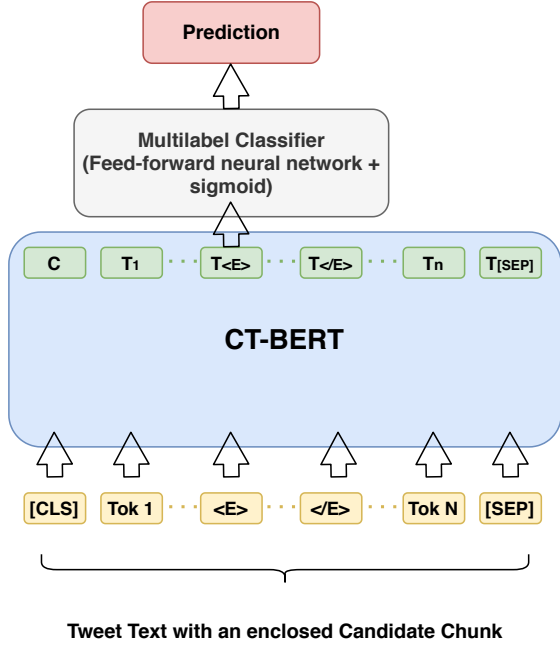 Prediction
Multilabel Classifier
(Feed-forward neural network +
sigmoid)
C T1 ... T<E> ... T</E> ... Tn T[SEP]
CT-BERT
[CLS] Tok 1 ... <E> ... </E> ... Tok N [SEP]
Tweet Text with an enclosed Candidate Chunk